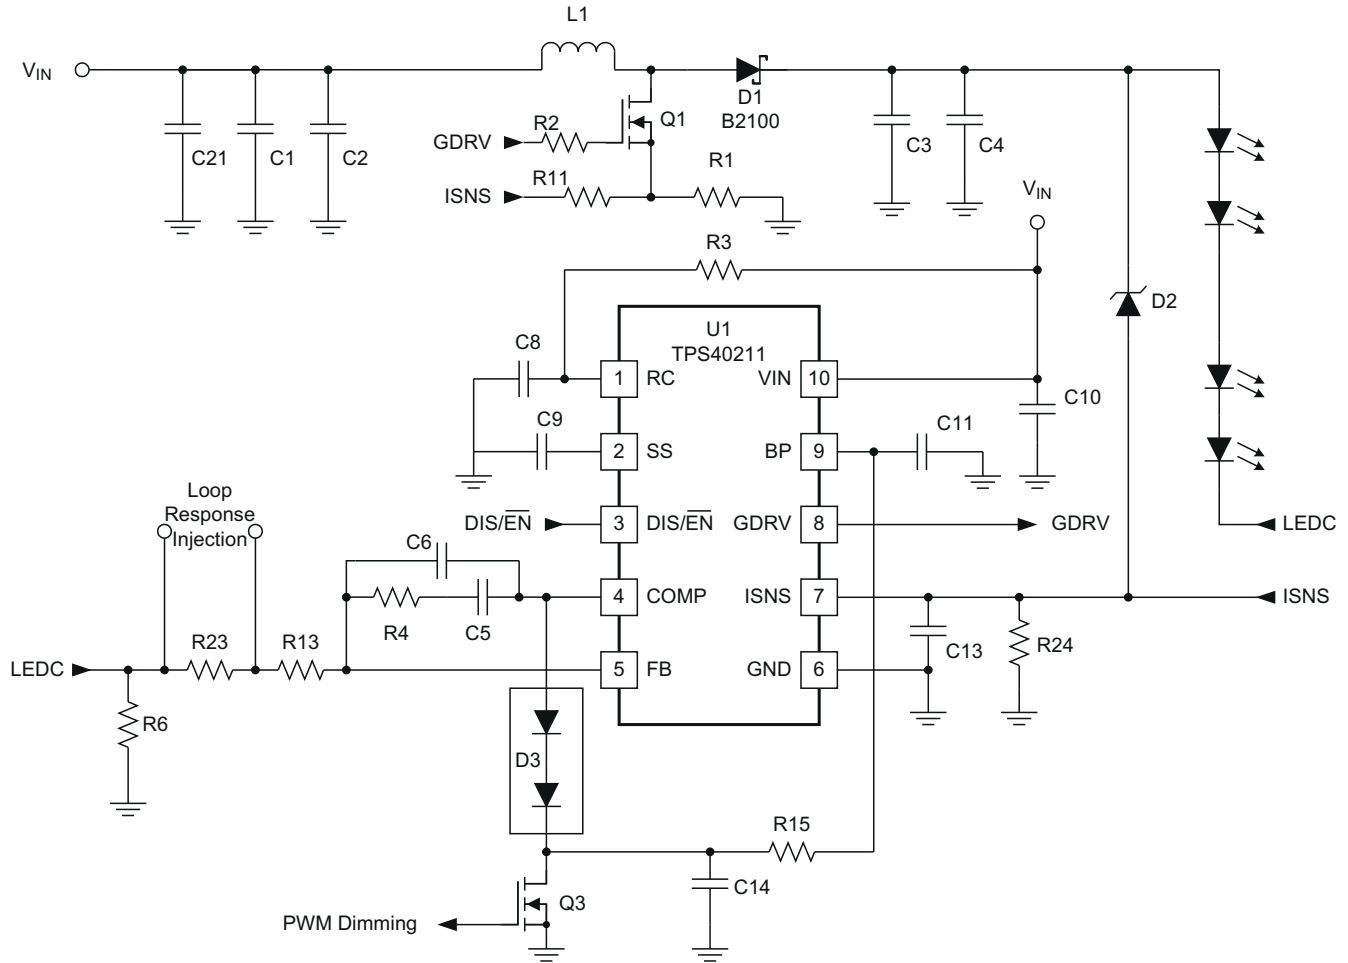 L1
VIN
D1
B2100
C21
C1
C2
GDRV
R2
Q1
C3
C4
ISNS
R11
R1
VIN
R3
D2
U1
TPS40211
C8
1
RC
VIN
10
C10
C9
C11
2
SS
BP
9
Loop
Response
Injection
DIS/EN
3
DIS/EN
GDRV
8
GDRV
LEDC
C6
4
COMP
ISNS
7
ISNS
R4
C5
C13
R24
LEDC
R23
R13
5
FB
GND
6
R6
D3
R15
C14
Q3
PWM Dimming